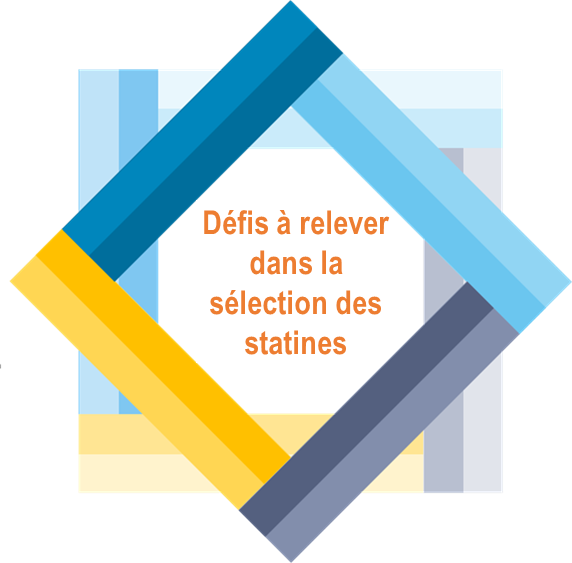 Défis à relever
dans la
sélection des
statines